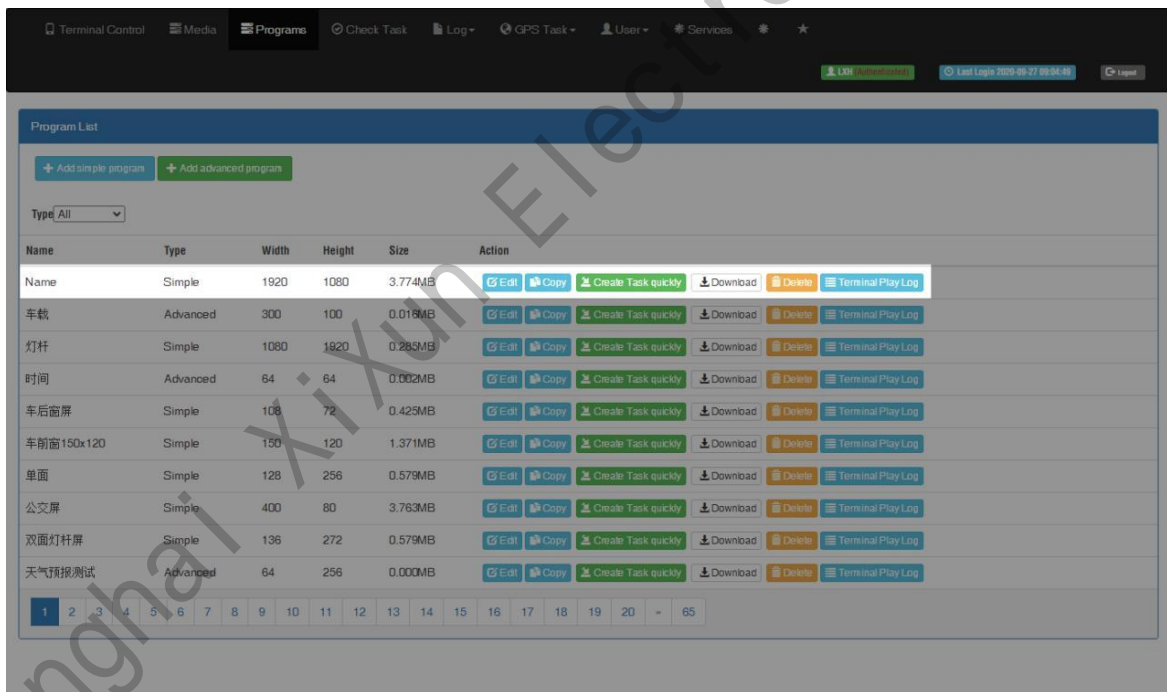 Terminal Control Media Programs Check Task Log GPS Task User Services
LXH (Authenticated) Last Login 2020-09-27 09:04:49 Logout
Program List
Add simple program Add advanced program
Type All
Name Type Width Height Size Action
Name Simple 1920 1080 3.774MB Edit Copy Create Task quickly Download Delete Terminal Play Log
车载 Advanced 300 100 0.016MB Edit Copy Create Task quickly Download Delete Terminal Play Log
灯杆 Simple 1080 1920 0.285MB Edit Copy Create Task quickly Download Delete Terminal Play Log
时间 Advanced 64 64 0.002MB Edit Copy Create Task quickly Download Delete Terminal Play Log
车后窗屏 Simple 108 72 0.425MB Edit Copy Create Task quickly Download Delete Terminal Play Log
车前窗150x120 Simple 150 120 1.371MB Edit Copy Create Task quickly Download Delete Terminal Play Log
单面 Simple 128 256 0.579MB Edit Copy Create Task quickly Download Delete Terminal Play Log
公交屏 Simple 400 80 3.763MB Edit Copy Create Task quickly Download Delete Terminal Play Log
双面灯杆屏 Simple 136 272 0.579MB Edit Copy Create Task quickly Download Delete Terminal Play Log
天气预报测试 Advanced 64 256 0.000MB Edit Copy Create Task quickly Download Delete Terminal Play Log
1 2 3 4 5 6 7 8 9 10 11 12 13 14 15 16 17 18 19 20 - 65
nghai XiXun Electro